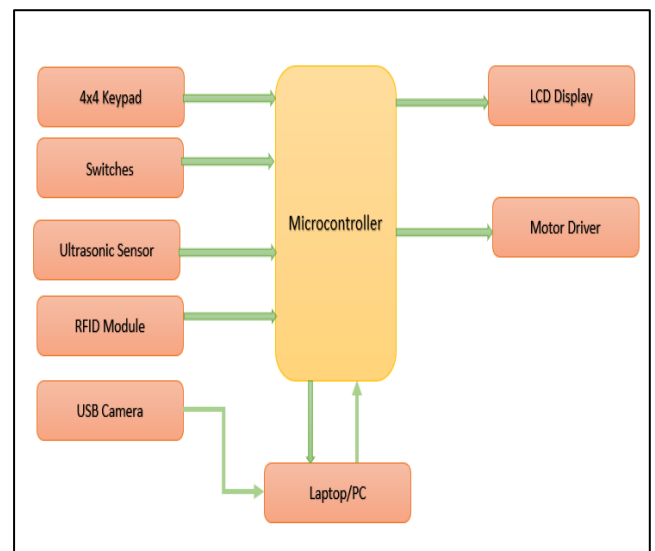 4x4 Keypad
Switches
Ultrasonic Sensor
RFID Module
USB Camera
Microcontroller
LCD Display
Motor Driver
Laptop/PC